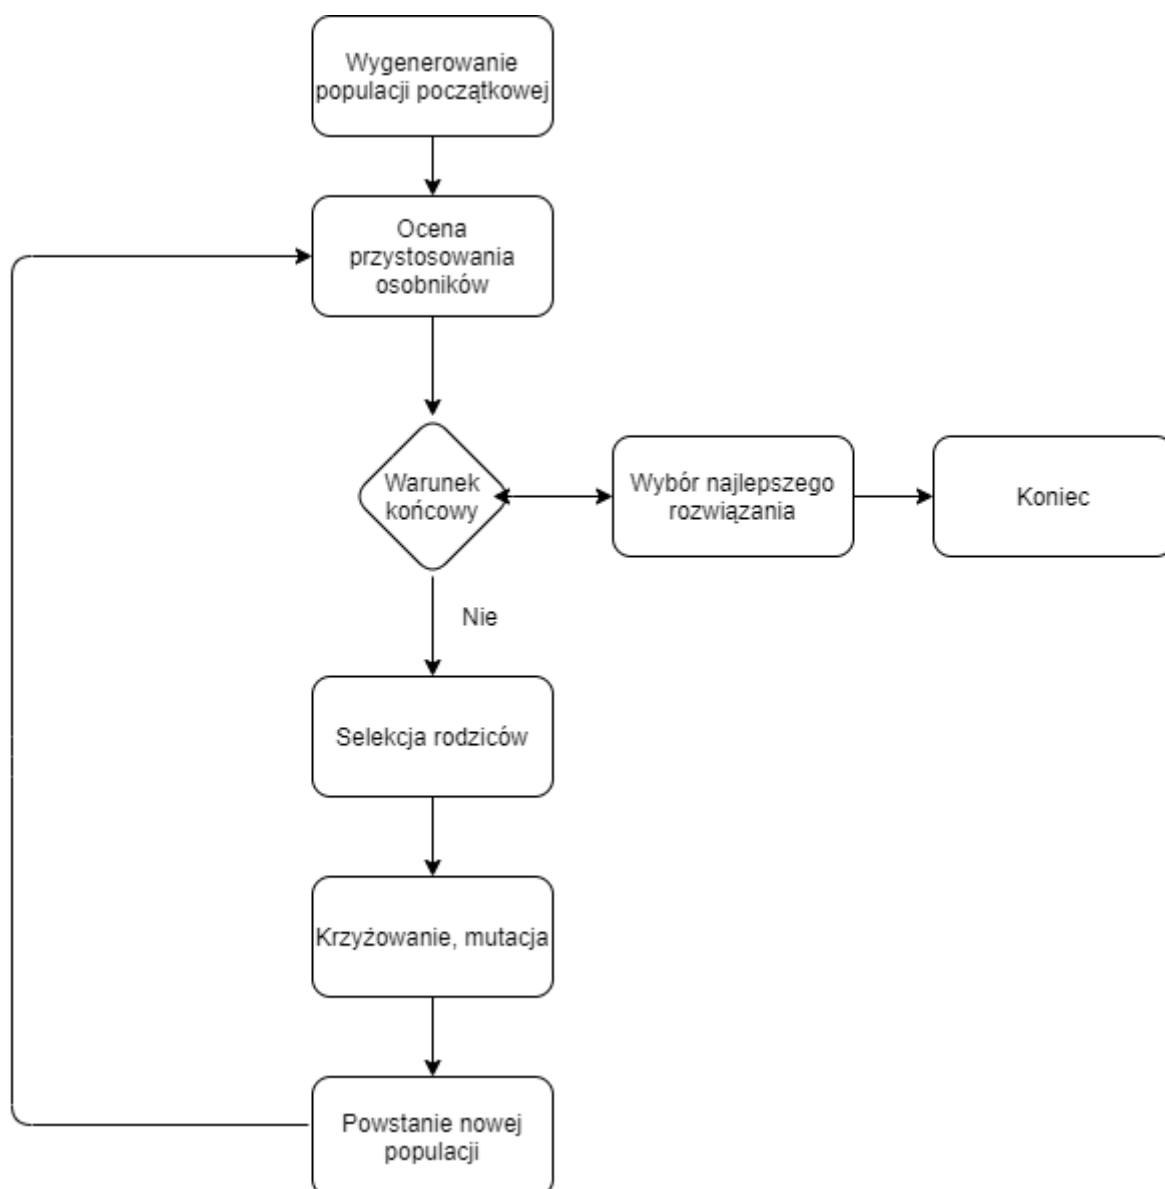 Wygenerowanie
populacji początkowej
Ocena
przystosowania
osobników
Warunek
końcowy
Wybór najlepszego
rozwiązania
Koniec
Nie
Selekcja rodziców
Krzyżowanie, mutacja
Powstanie nowej
populacji